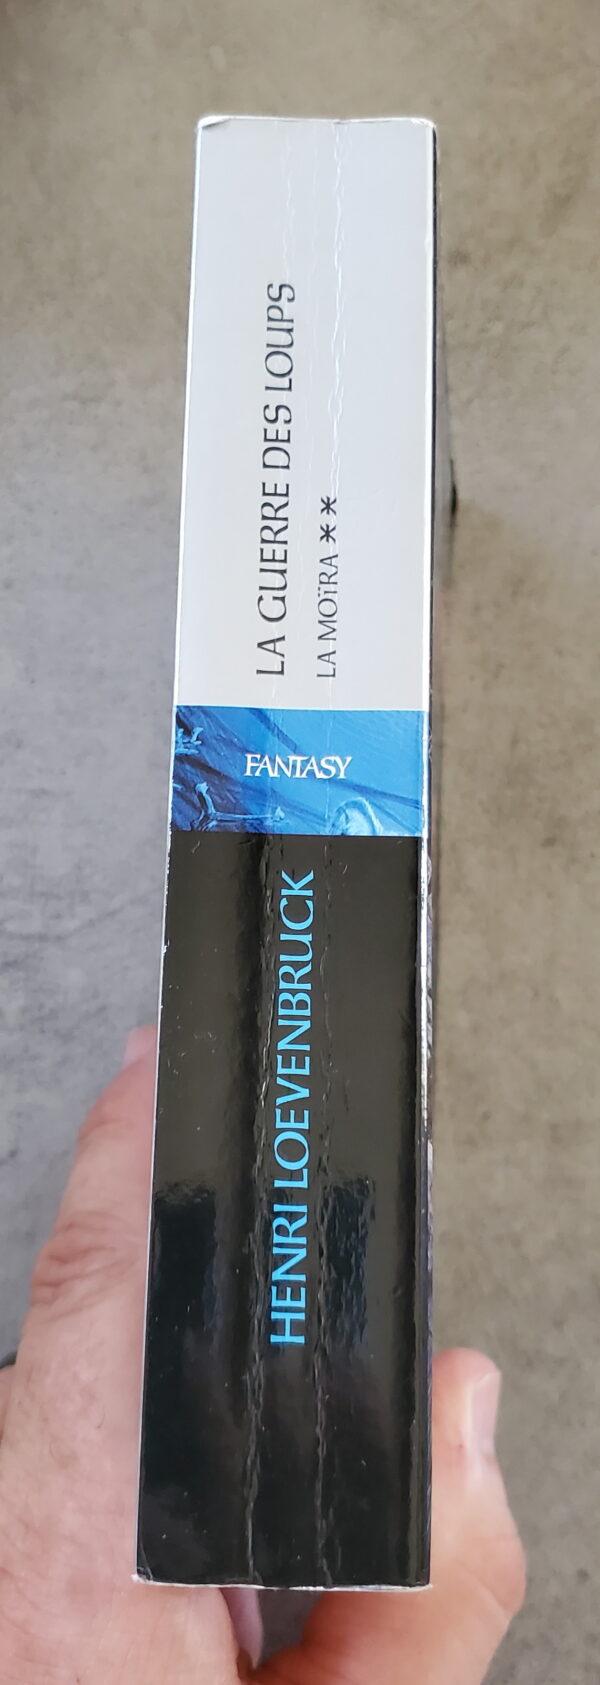 LA GUERRE DES LOUPS
LA MOïRA **
FANTASY
HENRI LOEVENBRUCK